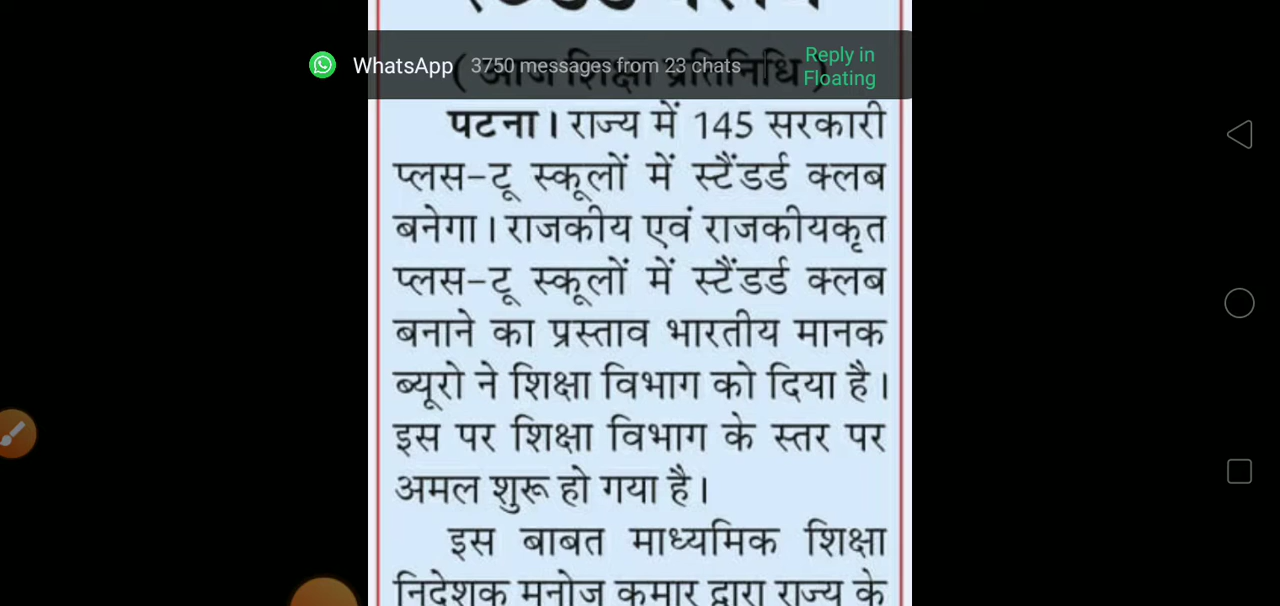 WhatsApp 3750 messages from 23 chats Reply in Floating
( आज शिक्षा प्रतिनिधि )
पटना। राज्य में 145 सरकारी
प्लस-टू स्कूलों में स्टैंडर्ड क्लब
बनेगा। राजकीय एवं राजकीयकृत
प्लस-टू स्कूलों में स्टैंडर्ड क्लब
बनाने का प्रस्ताव भारतीय मानक
ब्यूरो ने शिक्षा विभाग को दिया है।
इस पर शिक्षा विभाग के स्तर पर
अमल शुरू हो गया है।
इस बाबत माध्यमिक शिक्षा
निदेशक मनोज कुमार द्वारा राज्य के